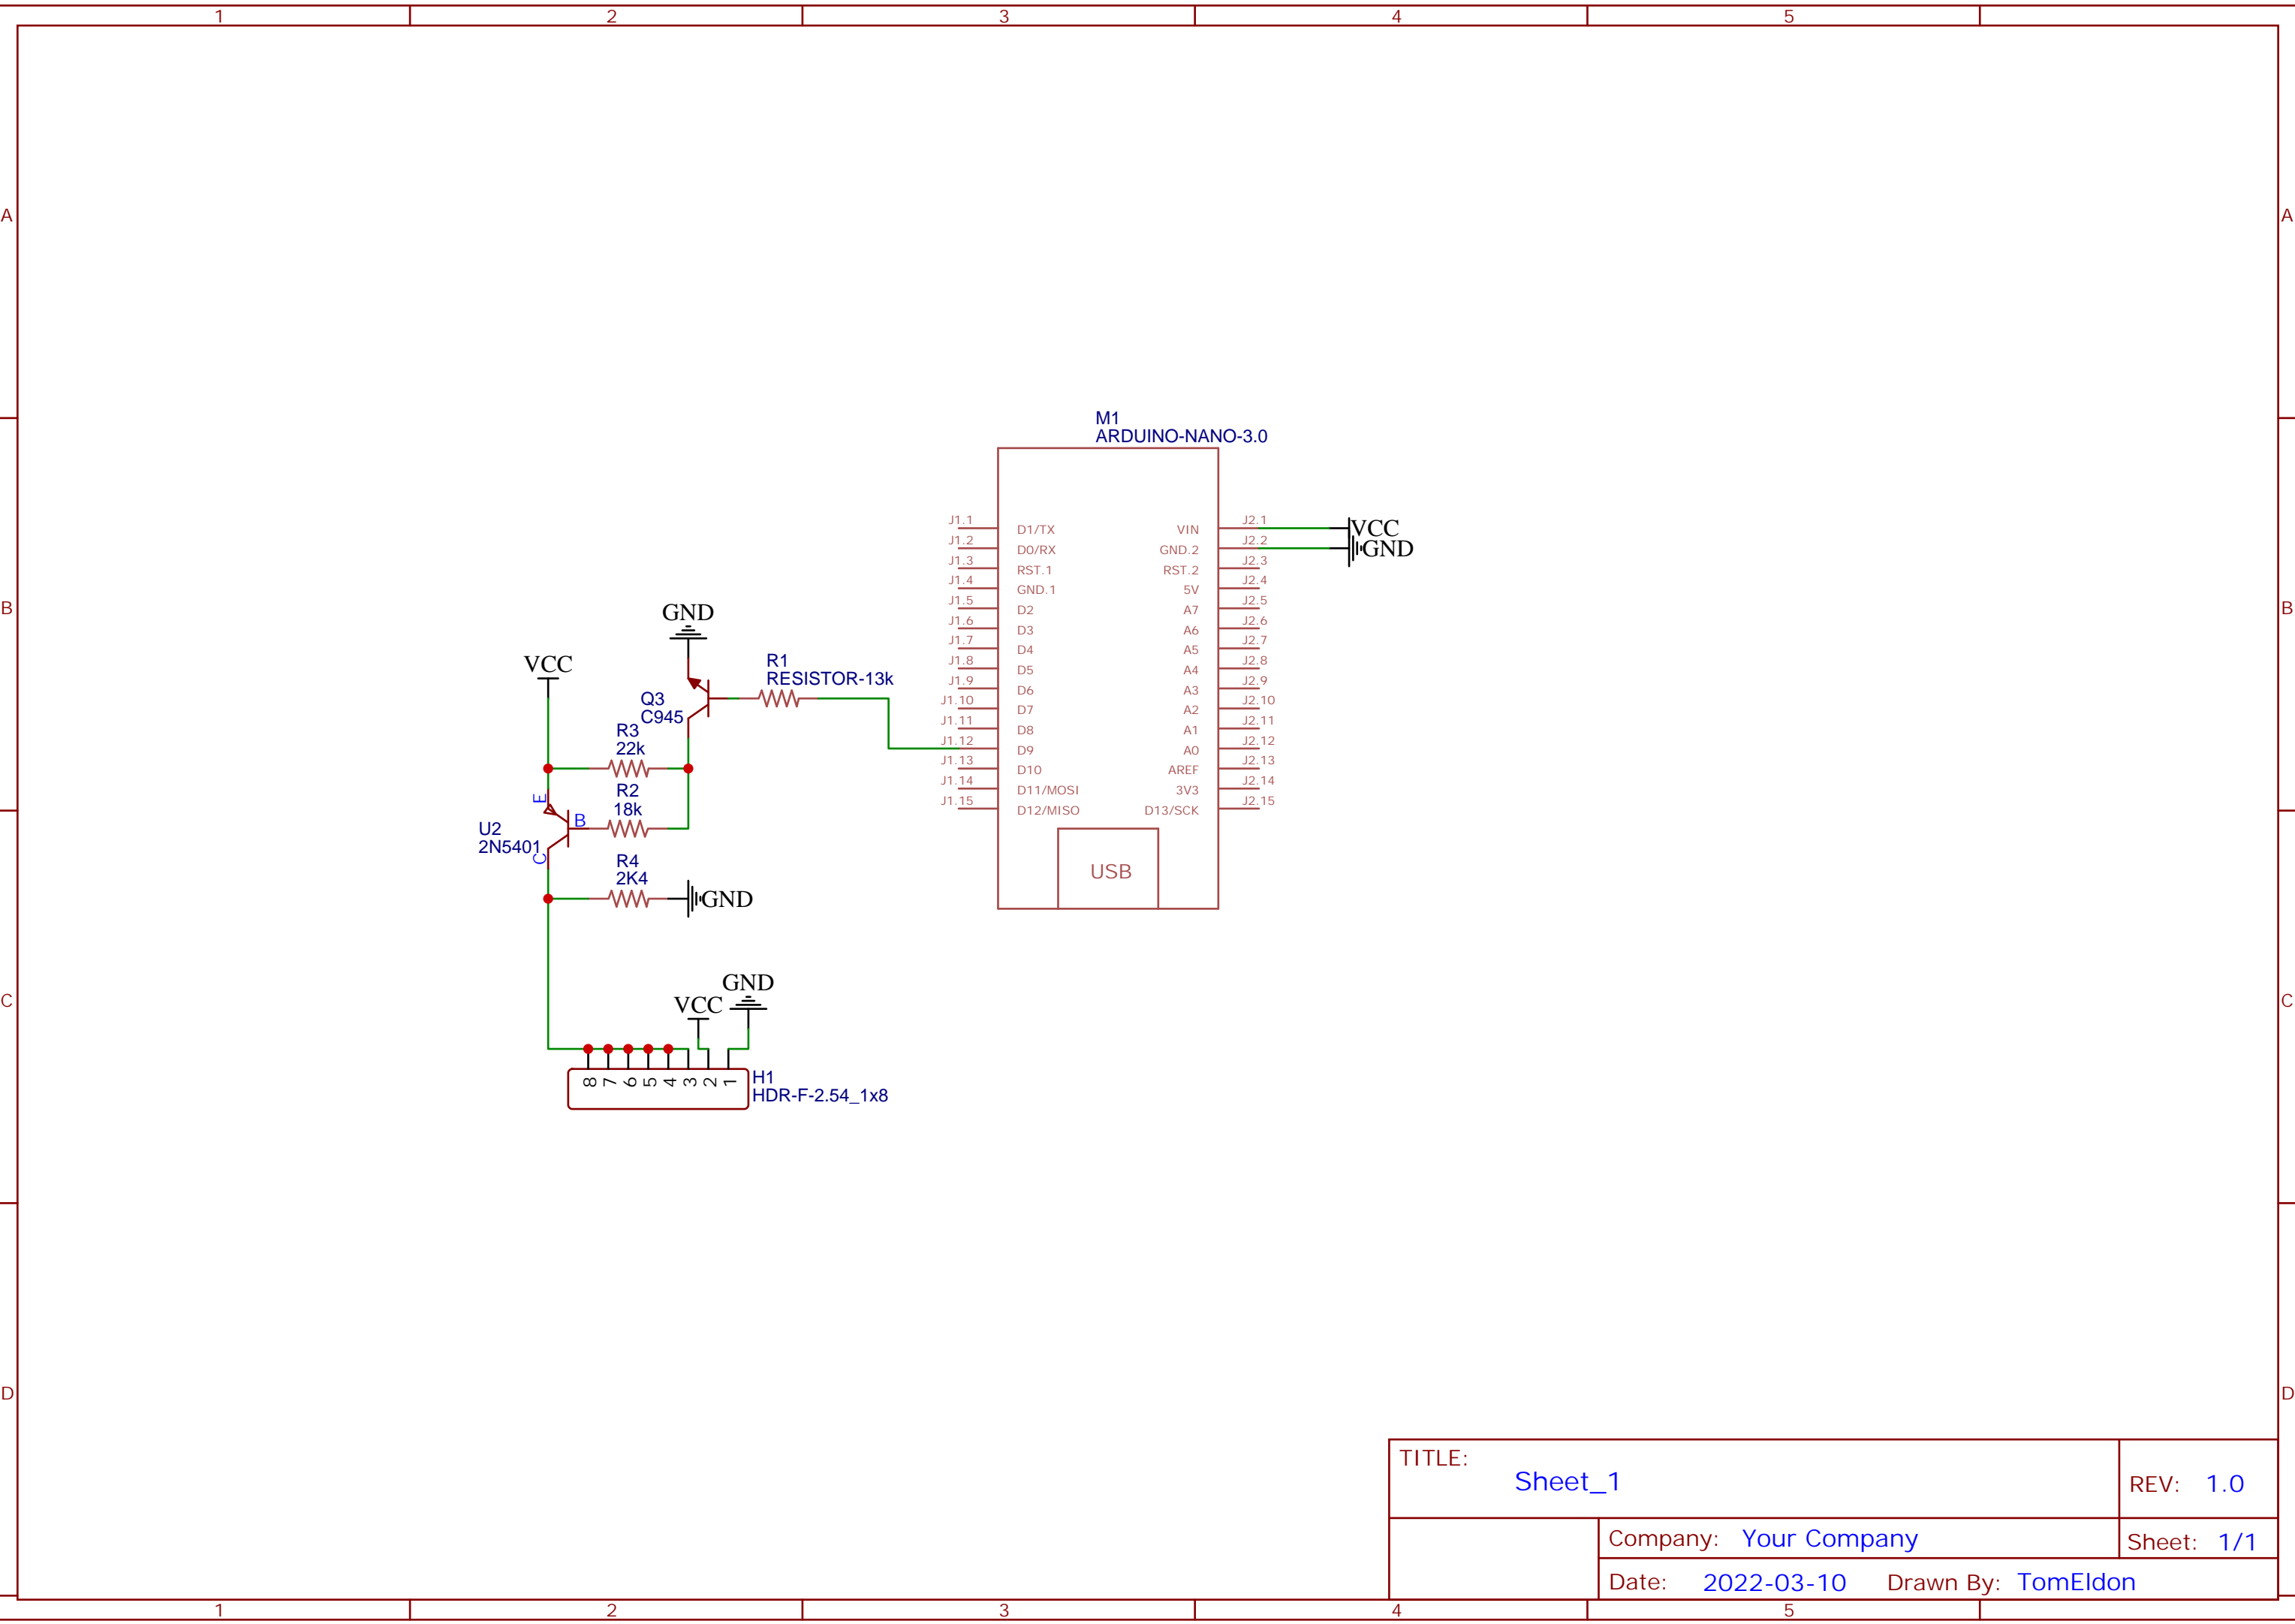 1 2 3 4 5
A A
M1
ARDUINO-NANO-3.0
J1.1 D1/TX VIN J2.1 VCC
J1.2 D0/RX GND.2 J2.2 GND
J1.3 RST.1 RST.2 J2.3
J1.4 GND.1 5V J2.4
J1.5 D2 A7 J2.5
J1.6 D3 A6 J2.6
J1.7 D4 A5 J2.7
J1.8 D5 A4 J2.8
J1.9 D6 A3 J2.9
J1.10 D7 A2 J2.10
J1.11 D8 A1 J2.11
J1.12 D9 A0 J2.12
J1.13 D10 AREF J2.13
J1.14 D11/MOSI 3V3 J2.14
J1.15 D12/MISO D13/SCK J2.15
USB
B B
GND
VCC
R1
RESISTOR-13k
Q3
C945
R3
22k
R2
18k
E
B
C
U2
2N5401
R4
2K4
GND
C C
GND
VCC
8 7 6 5 4 3 2 1
H1
HDR-F-2.54_1x8
D D
TITLE:
Sheet_1
REV: 1.0
Company: Your Company
Sheet: 1/1
Date: 2022-03-10 Drawn By: TomEldon
1 2 3 4 5